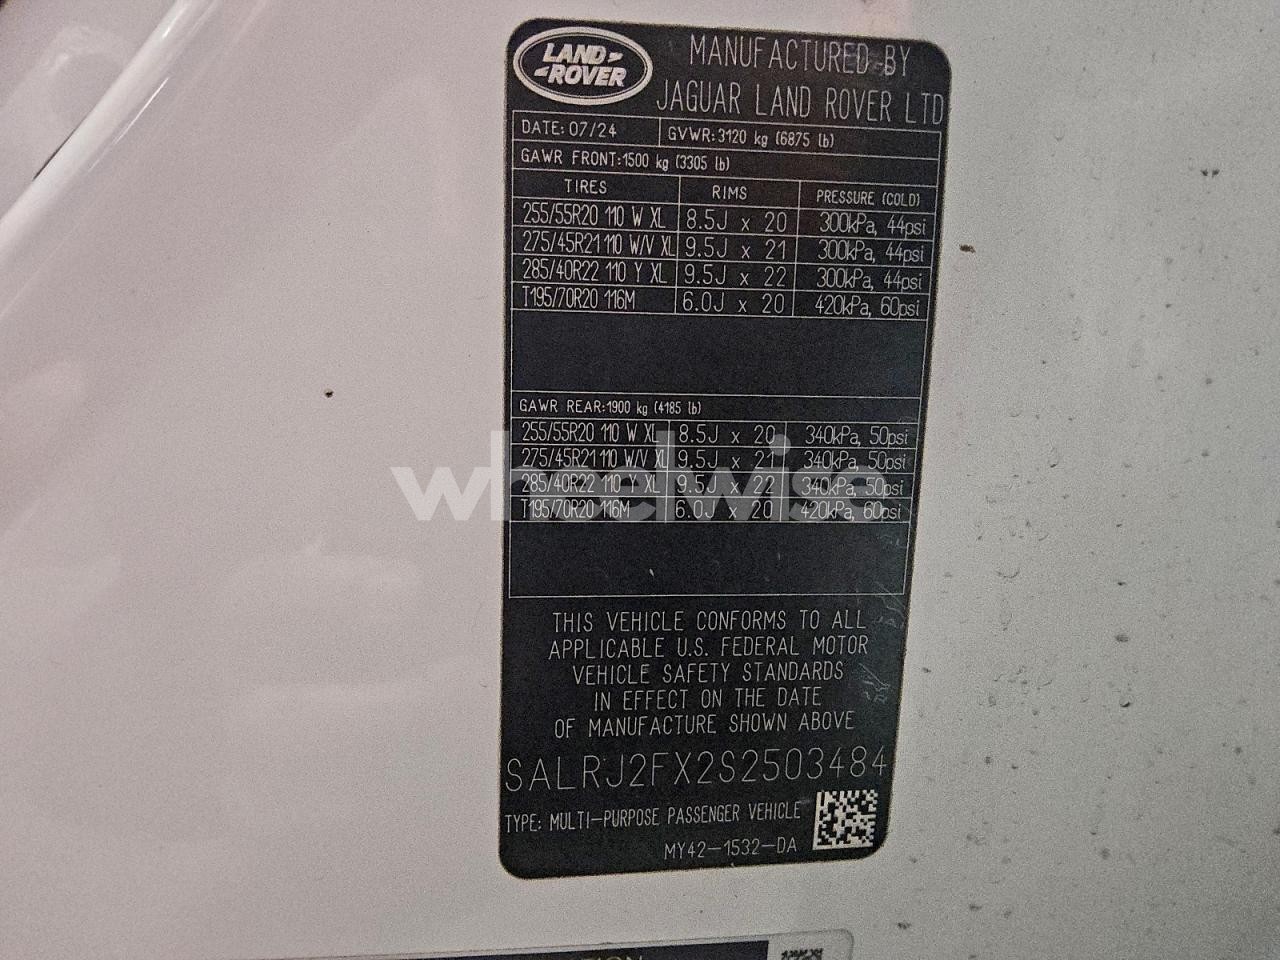 LAND ROVER
MANUFACTURED BY
JAGUAR LAND ROVER LTD
DATE: 07/24 GVWR: 3120 kg (6875 lb)
GAWR FRONT: 1500 kg (3305 lb)
TIRES RIMS PRESSURE (COLD)
255/55R20 110 W XL 8.5J x 20 300kPa, 44psi
275/45R21 110 W/V XL 9.5J x 21 300kPa, 44psi
285/40R22 110 Y XL 9.5J x 22 300kPa, 44psi
T195/70R20 116M 6.0J x 20 420kPa, 60psi
GAWR REAR: 1900 kg (4185 lb)
255/55R20 110 W XL 8.5J x 20 340kPa, 50psi
275/45R21 110 W/V XL 9.5J x 21 340kPa, 50psi
285/40R22 110 Y XL 9.5J x 22 340kPa, 50psi
T195/70R20 116M 6.0J x 20 420kPa, 60psi
wheelwise
THIS VEHICLE CONFORMS TO ALL
APPLICABLE U.S. FEDERAL MOTOR
VEHICLE SAFETY STANDARDS
IN EFFECT ON THE DATE
OF MANUFACTURE SHOWN ABOVE
SALRJ2FX2S2503484
TYPE: MULTI-PURPOSE PASSENGER VEHICLE
MY42-1532-DA